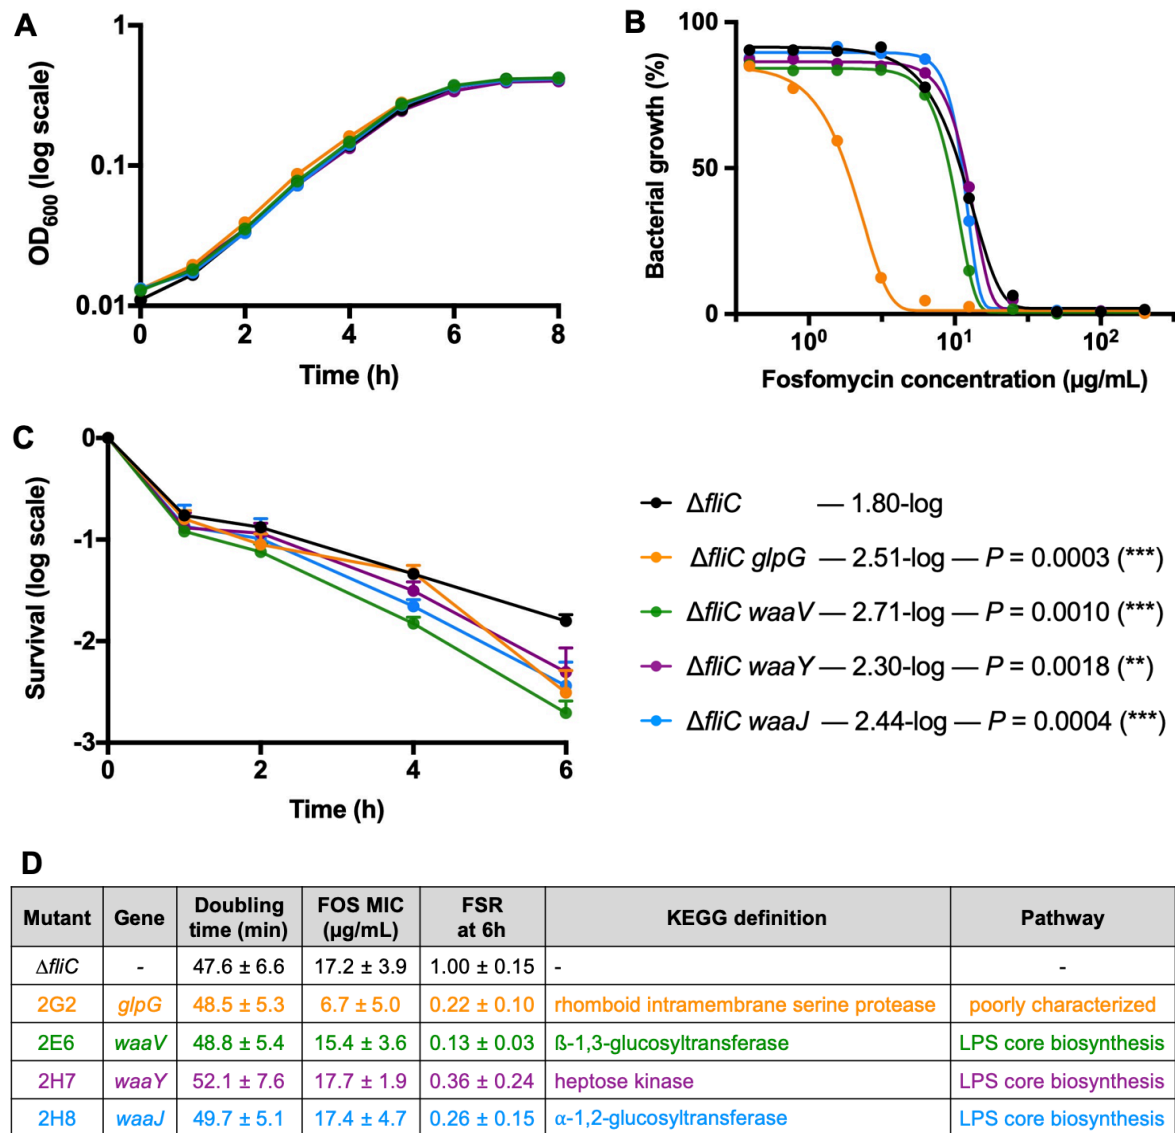 A
OD600 (log scale)
1
0.1
0.01
0 2 4 6 8
Time (h)
B
Bacterial growth (%)
100
50
0
10⁰ 10¹ 10²
Fosfomycin concentration (µg/mL)
C
Survival (log scale)
0
-1
-2
-3
0 2 4 6
Time (h)
ΔfliC — 1.80-log
ΔfliC glpG — 2.51-log — P = 0.0003 (***)
ΔfliC waaV — 2.71-log — P = 0.0010 (***)
ΔfliC waaY — 2.30-log — P = 0.0018 (**)
ΔfliC waaJ — 2.44-log — P = 0.0004 (***)
D
Mutant Gene Doubling time (min) FOS MIC (µg/mL) FSR at 6h KEGG definition Pathway
ΔfliC - 47.6 ± 6.6 17.2 ± 3.9 1.00 ± 0.15 - -
2G2 glpG 48.5 ± 5.3 6.7 ± 5.0 0.22 ± 0.10 rhomboid intramembrane serine protease poorly characterized
2E6 waaV 48.8 ± 5.4 15.4 ± 3.6 0.13 ± 0.03 ß-1,3-glucosyltransferase LPS core biosynthesis
2H7 waaY 52.1 ± 7.6 17.7 ± 1.9 0.36 ± 0.24 heptose kinase LPS core biosynthesis
2H8 waaJ 49.7 ± 5.1 17.4 ± 4.7 0.26 ± 0.15 α-1,2-glucosyltransferase LPS core biosynthesis